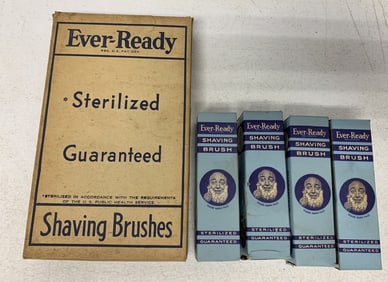 Ever-Ready
REG. U.S. PAT. OFF.
Sterilized
Guaranteed
*STERILIZED IN ACCORDANCE WITH THE REQUIREMENTS
OF THE U.S. PUBLIC HEALTH SERVICE
Shaving Brushes
Ever-Ready
SHAVING
BRUSH
STERILIZED
GUARANTEED
Ever-Ready
SHAVING
BRUSH
STERILIZED
GUARANTEED
Ever-Ready
SHAVING
BRUSH
STERILIZED
GUARANTEED
Ever-Ready
SHAVING
BRUSH
STERILIZED
GUARANTEED